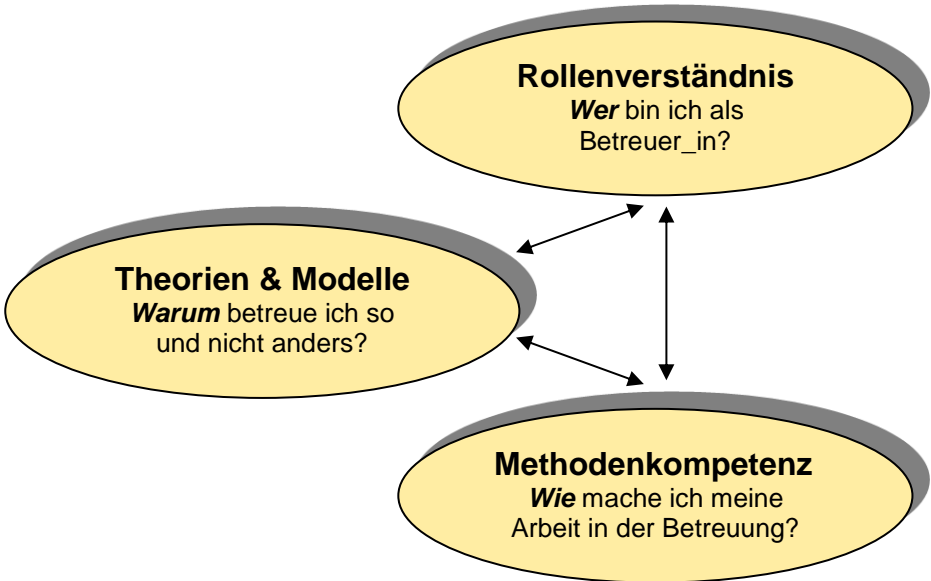 Rollenverständnis
Wer bin ich als
Betreuer_in?
Theorien & Modelle
Warum betreue ich so
und nicht anders?
Methodenkompetenz
Wie mache ich meine
Arbeit in der Betreuung?